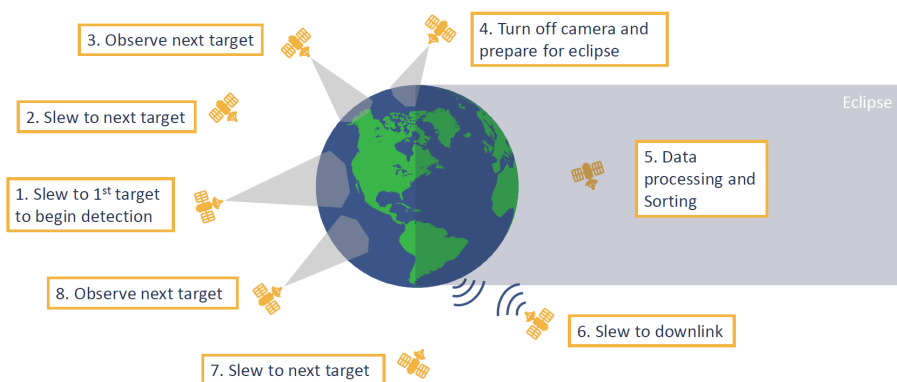 3. Observe next target
4. Turn off camera and
prepare for eclipse
Eclipse
2. Slew to next target
5. Data
processing and
Sorting
1. Slew to 1st target
to begin detection
8. Observe next target
6. Slew to downlink
7. Slew to next target